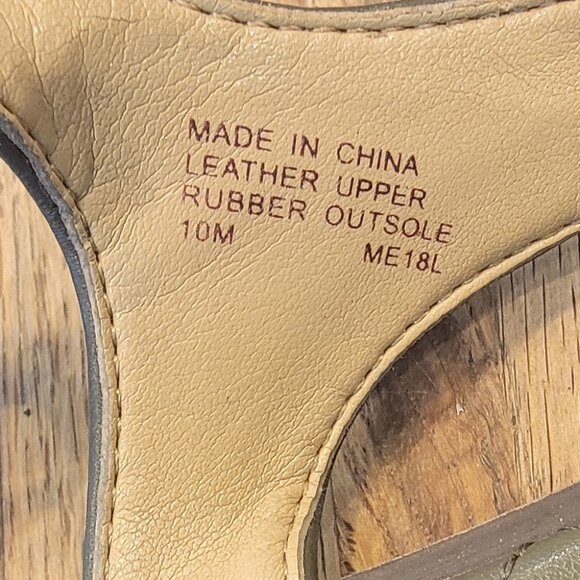 MADE IN CHINA
LEATHER UPPER
RUBBER OUTSOLE
10M ME18L